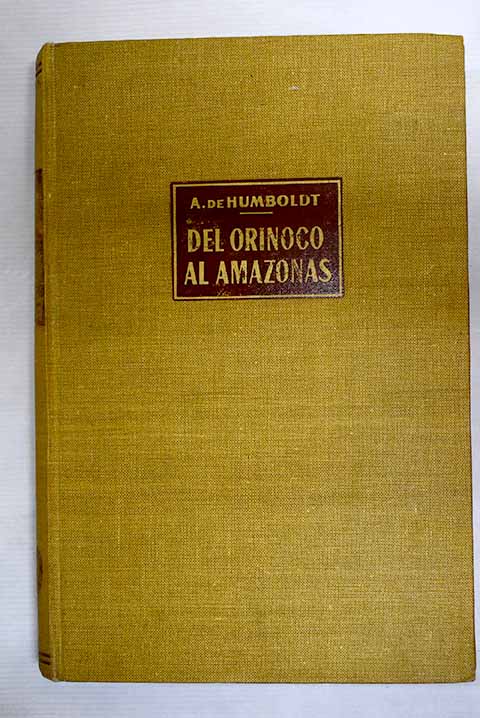 A. DE HUMBOLDT
DEL ORINOCO
AL AMAZONAS